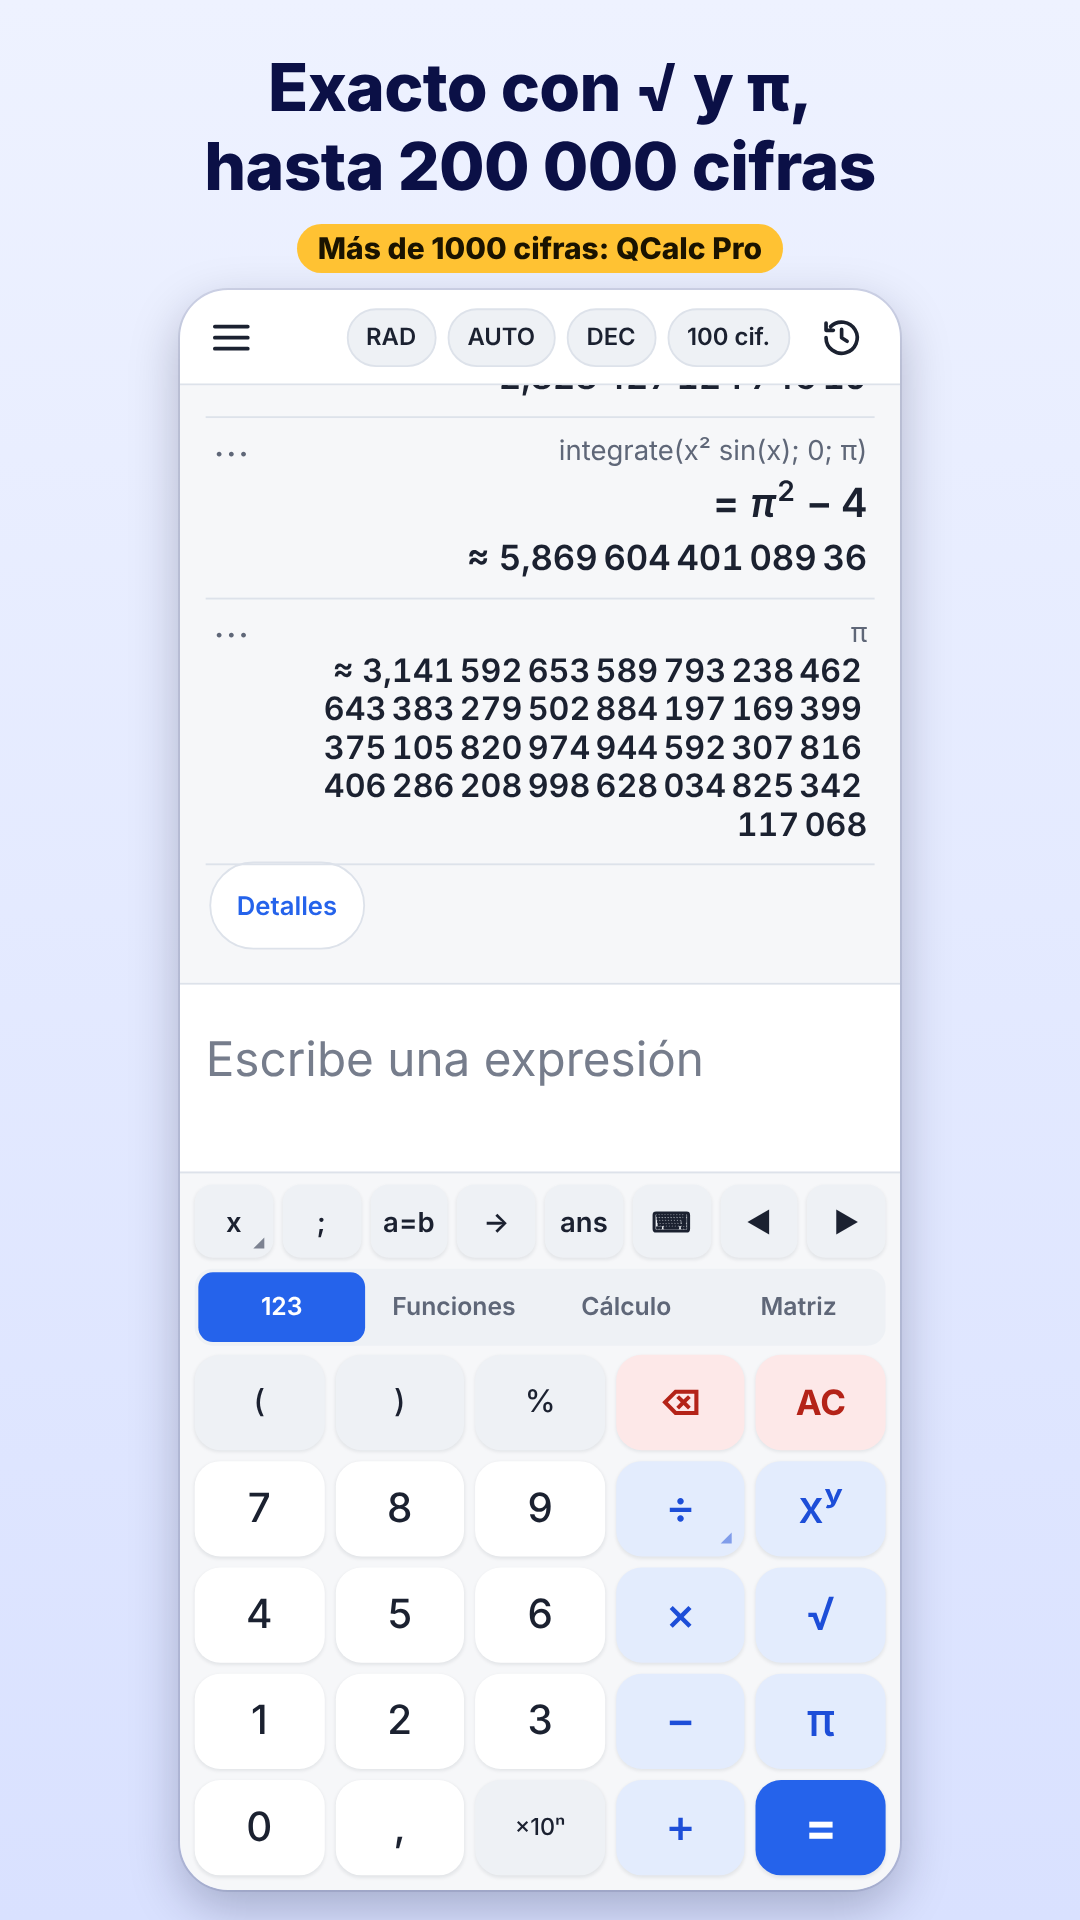 Exacto con √ y π,
hasta 200 000 cifras
Más de 1000 cifras: QCalc Pro
RAD AUTO DEC 100 cif.
... integrate(x² sin(x); 0; π)
= π² − 4
≈ 5,869 604 401 089 36
... π
≈ 3,141 592 653 589 793 238 462
643 383 279 502 884 197 169 399
375 105 820 974 944 592 307 816
406 286 208 998 628 034 825 342
117 068
Detalles
Escribe una expresión
x ; a=b → ans ⌨ ◀ ▶
123 Funciones Cálculo Matriz
( ) % ⌫ AC
7 8 9 ÷ xʸ
4 5 6 × √
1 2 3 − π
0 , ×10ⁿ + =